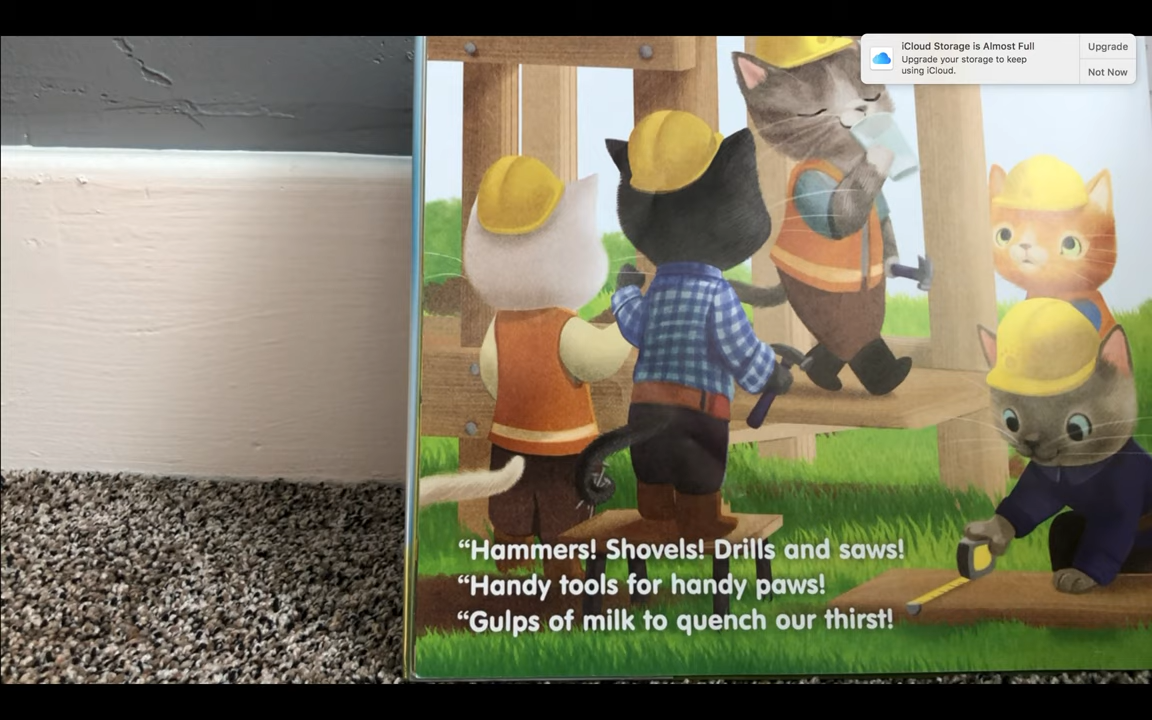 iCloud Storage is Almost Full
Upgrade your storage to keep
using iCloud.
Upgrade
Not Now
“Hammers! Shovels! Drills and saws!
“Handy tools for handy paws!
“Gulps of milk to quench our thirst!